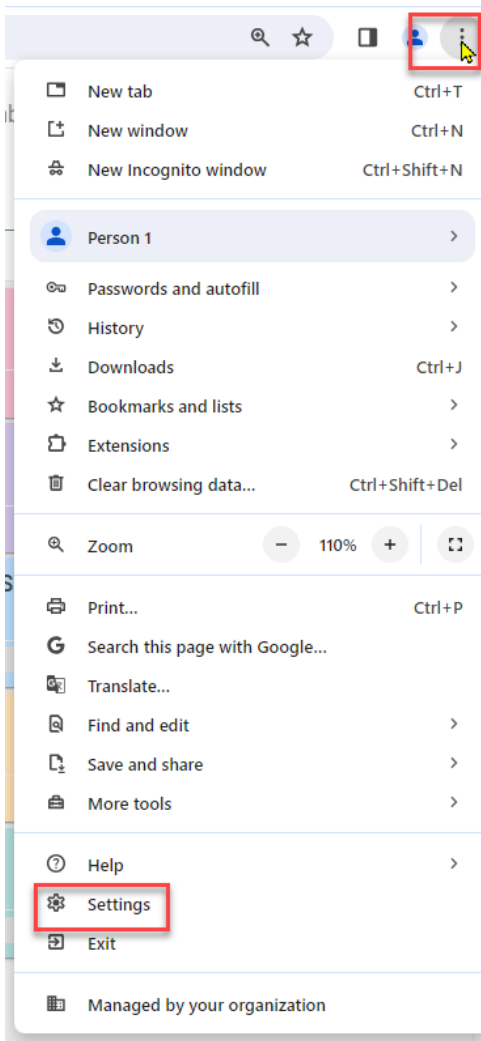 New tab Ctrl+T
New window Ctrl+N
New Incognito window Ctrl+Shift+N
Person 1
Passwords and autofill
History
Downloads Ctrl+J
Bookmarks and lists
Extensions
Clear browsing data... Ctrl+Shift+Del
Zoom − 110% +
Print... Ctrl+P
G Search this page with Google...
Translate...
Find and edit
Save and share
More tools
Help
S
Settings
Exit
Managed by your organization